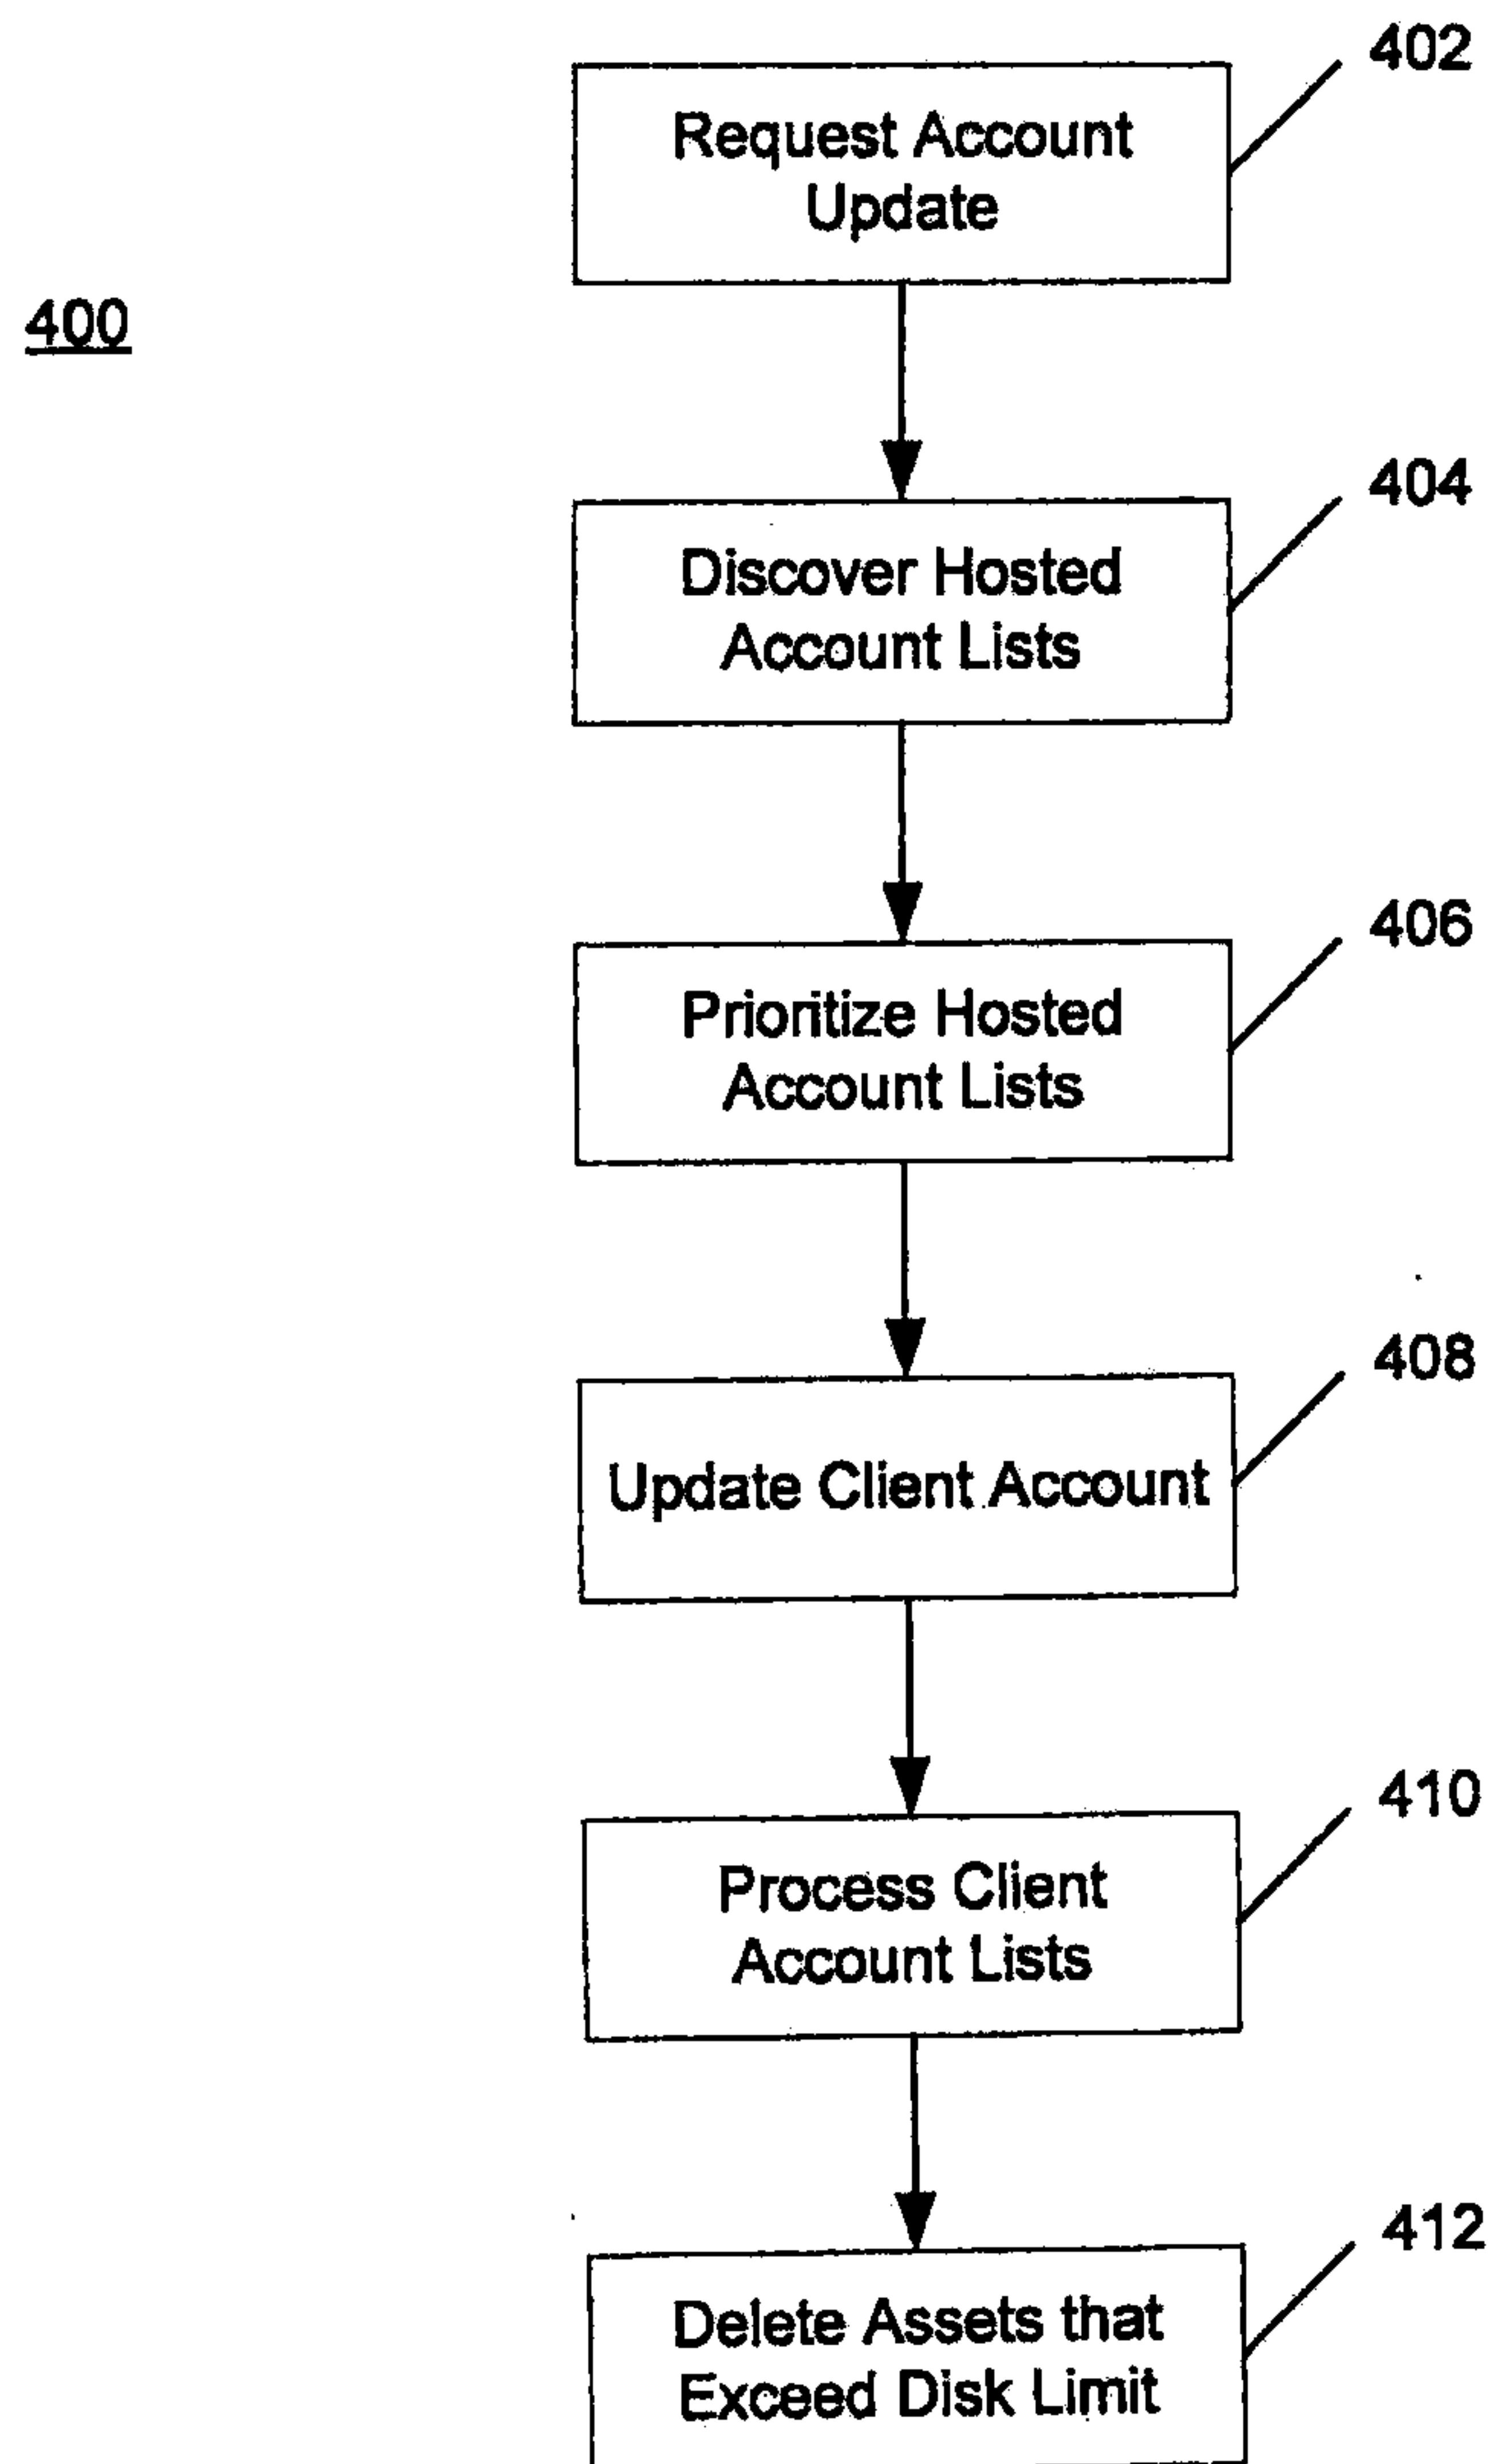 402
Request Account
Update
400
404
Discover Hosted
Account Lists
406
Prioritize Hosted
Account Lists
408
Update Client Account
410
Process Client
Account Lists
412
Delete Assets that
Exceed Disk Limit